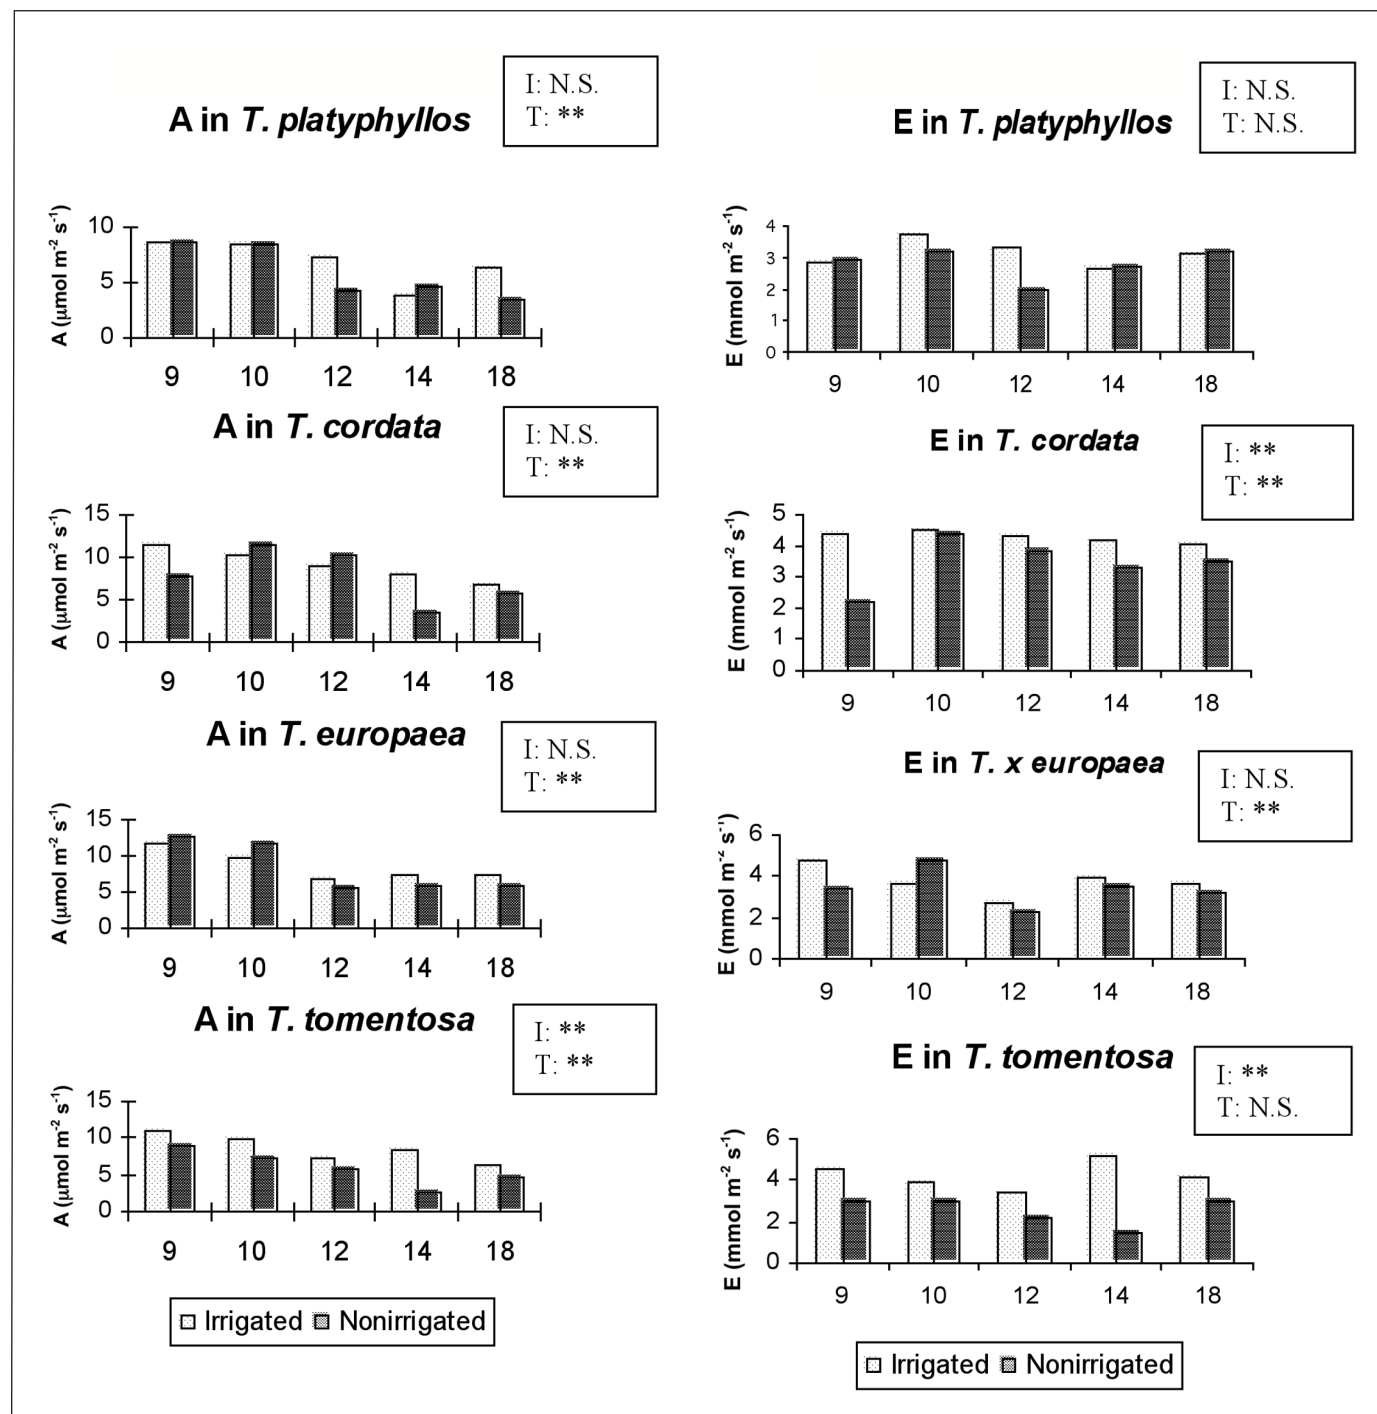 A in T. platyphyllos
I: N.S.
T: **
A (µmol m-2 s-1)
10
5
0
9 10 12 14 18
A in T. cordata
I: N.S.
T: **
A (µmol m-2 s-1)
15
10
5
0
9 10 12 14 18
A in T. europaea
I: N.S.
T: **
A (µmol m-2 s-1)
15
10
5
0
9 10 12 14 18
A in T. tomentosa
I: **
T: **
A (µmol m-2 s-1)
15
10
5
0
9 10 12 14 18
Irrigated Nonirrigated
E in T. platyphyllos
I: N.S.
T: N.S.
E (mmol m-2 s-1)
4
3
2
1
0
9 10 12 14 18
E in T. cordata
I: **
T: **
E (mmol m-2 s-1)
5
4
3
2
1
0
9 10 12 14 18
E in T. x europaea
I: N.S.
T: **
E (mmol m-2 s-1)
6
4
2
0
9 10 12 14 18
E in T. tomentosa
I: **
T: N.S.
E (mmol m-2 s-1)
6
4
2
0
9 10 12 14 18
Irrigated Nonirrigated